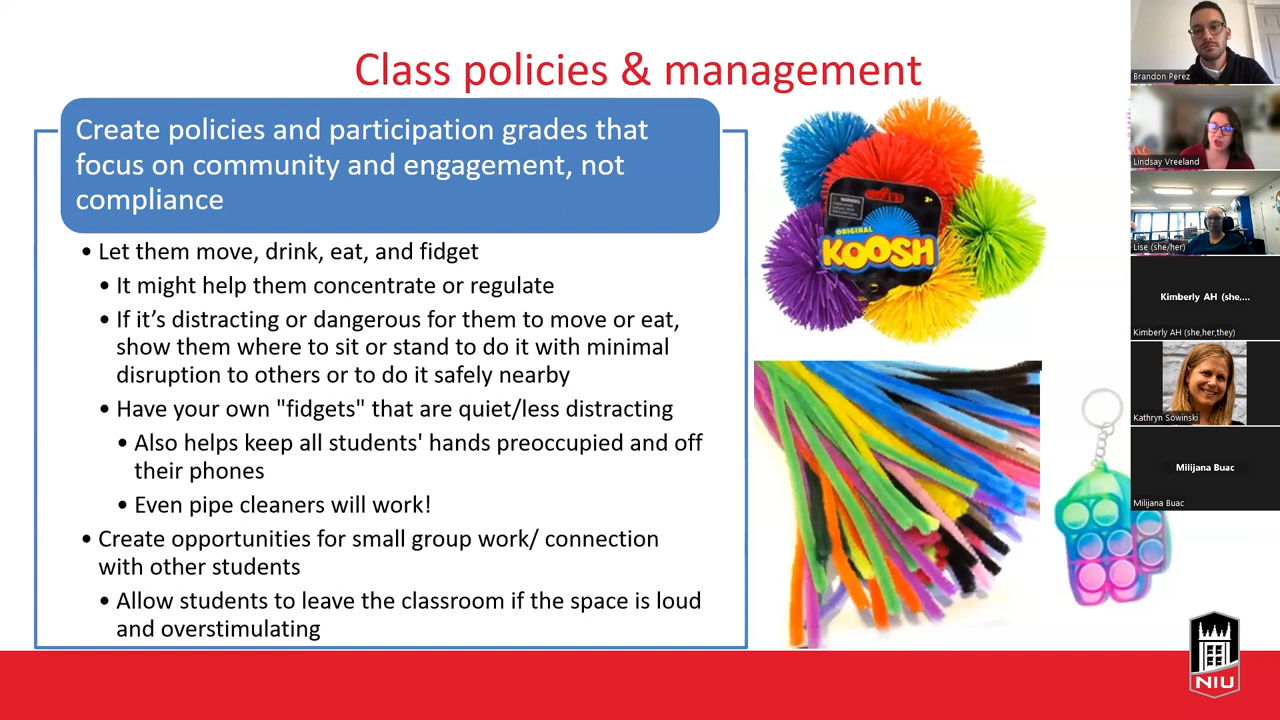 Class policies & management
Create policies and participation grades that
focus on community and engagement, not
compliance
• Let them move, drink, eat, and fidget
• It might help them concentrate or regulate
• If it’s distracting or dangerous for them to move or eat,
show them where to sit or stand to do it with minimal
disruption to others or to do it safely nearby
• Have your own "fidgets" that are quiet/less distracting
• Also helps keep all students' hands preoccupied and off
their phones
• Even pipe cleaners will work!
• Create opportunities for small group work/ connection
with other students
• Allow students to leave the classroom if the space is loud
and overstimulating
WARNING
3+
ORIGINAL
KOOSH
Brandon Perez
Lindsay Vreeland
Lise (she/her)
Kimberly AH (she,...
Kimberly AH (she,her,they)
Kathryn Sowinski
Milijana Buac
Milijana Buac
NIU